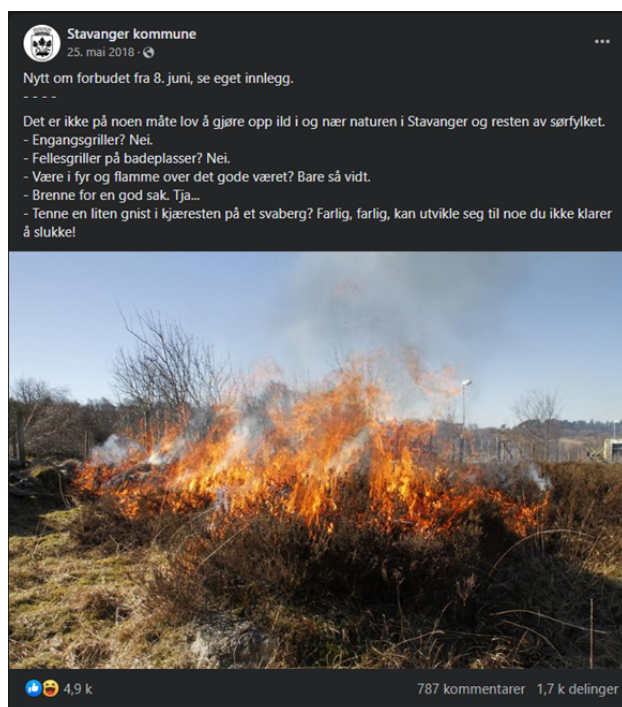 Stavanger kommune
25. mai 2018 ·
Nytt om forbudet fra 8. juni, se eget innlegg.
- - - -
Det er ikke på noen måte lov å gjøre opp ild i og nær naturen i Stavanger og resten av sørfylket.
- Engangsgriller? Nei.
- Fellesgriller på badeplasser? Nei.
- Være i fyr og flamme over det gode været? Bare så vidt.
- Brenne for en god sak. Tja...
- Tenne en liten gnist i kjæresten på et svaberg? Farlig, farlig, kan utvikle seg til noe du ikke klarer
å slukke!
4,9 k 787 kommentarer 1,7 k delinger